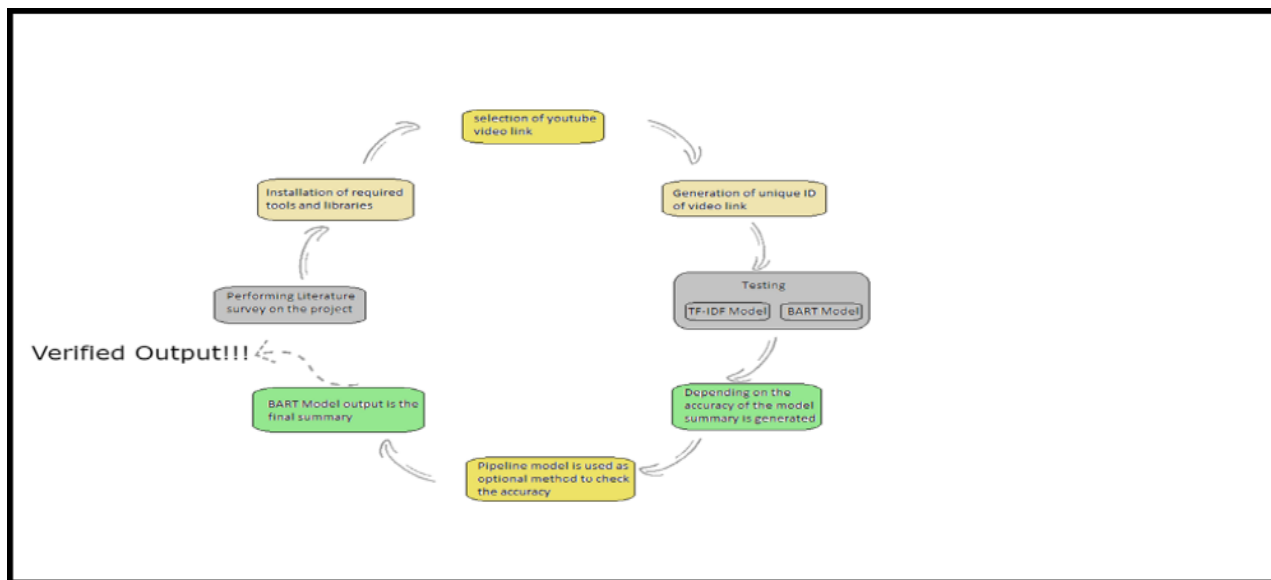 selection of youtube
video link
Installation of required
tools and libraries
Generation of unique ID
of video link
Performing Literature
survey on the project
Testing
TF-IDF Model
BART Model
Verified Output!!!
BART Model output is the
final summary
Depending on the
accuracy of the model
summary is generated
Pipeline model is used as
optional method to check
the accuracy